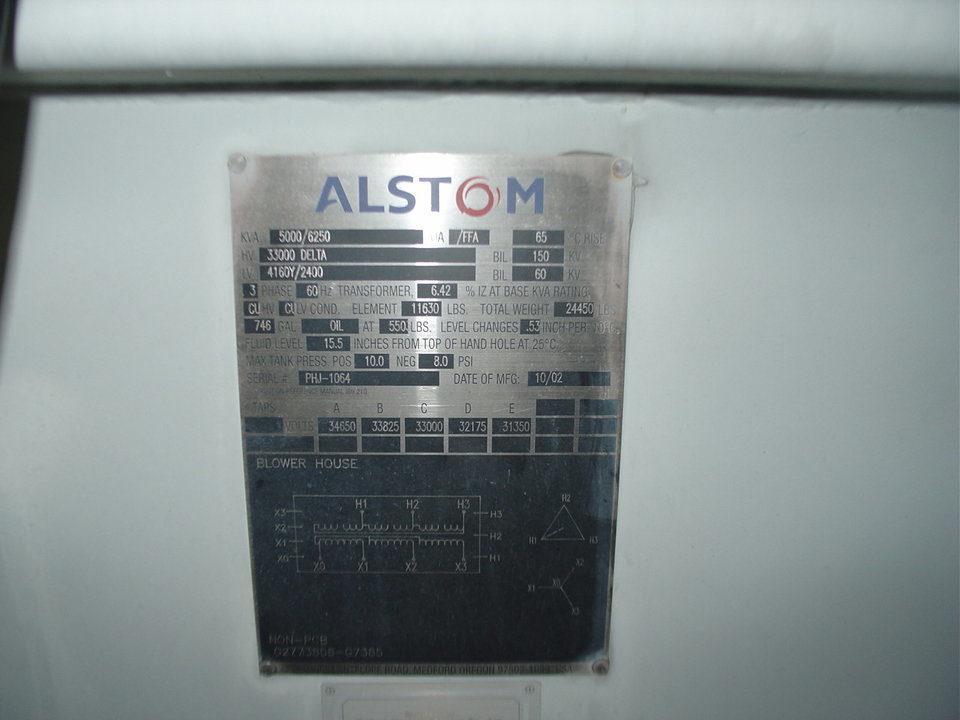 ALSTOM
KVA 5000/6250 OA /FFA 65 °C RISE
HV 33000 DELTA BIL 150 KV
LV 4160Y/2400 BIL 60 KV
3 PHASE 60 Hz TRANSFORMER, 6.42 % IZ AT BASE KVA RATING
CU HV CU LV COND. ELEMENT 11630 LBS. TOTAL WEIGHT 24450 LBS
746 GAL OIL AT 5501 LBS. LEVEL CHANGES .53 INCH PER 10°C.
FLUID LEVEL 15.5 INCHES FROM TOP OF HAND HOLE AT 25°C.
MAX TANK PRESS. POS 10.0 NEG 8.0 PSI
SERIAL # PHJ-1064 DATE OF MFG: 10/02
TAPS A B C D E
VOLTS 34650 33825 33000 32175 31350
BLOWER HOUSE
X3 H1 H2 H3 H3
X2
X1 H2
X0 X0 X1 X2 X3 H1
H2
H1 H3
X2
X1 X0
X3
NON-PCB
ROAD, MEDFORD OREGON USA